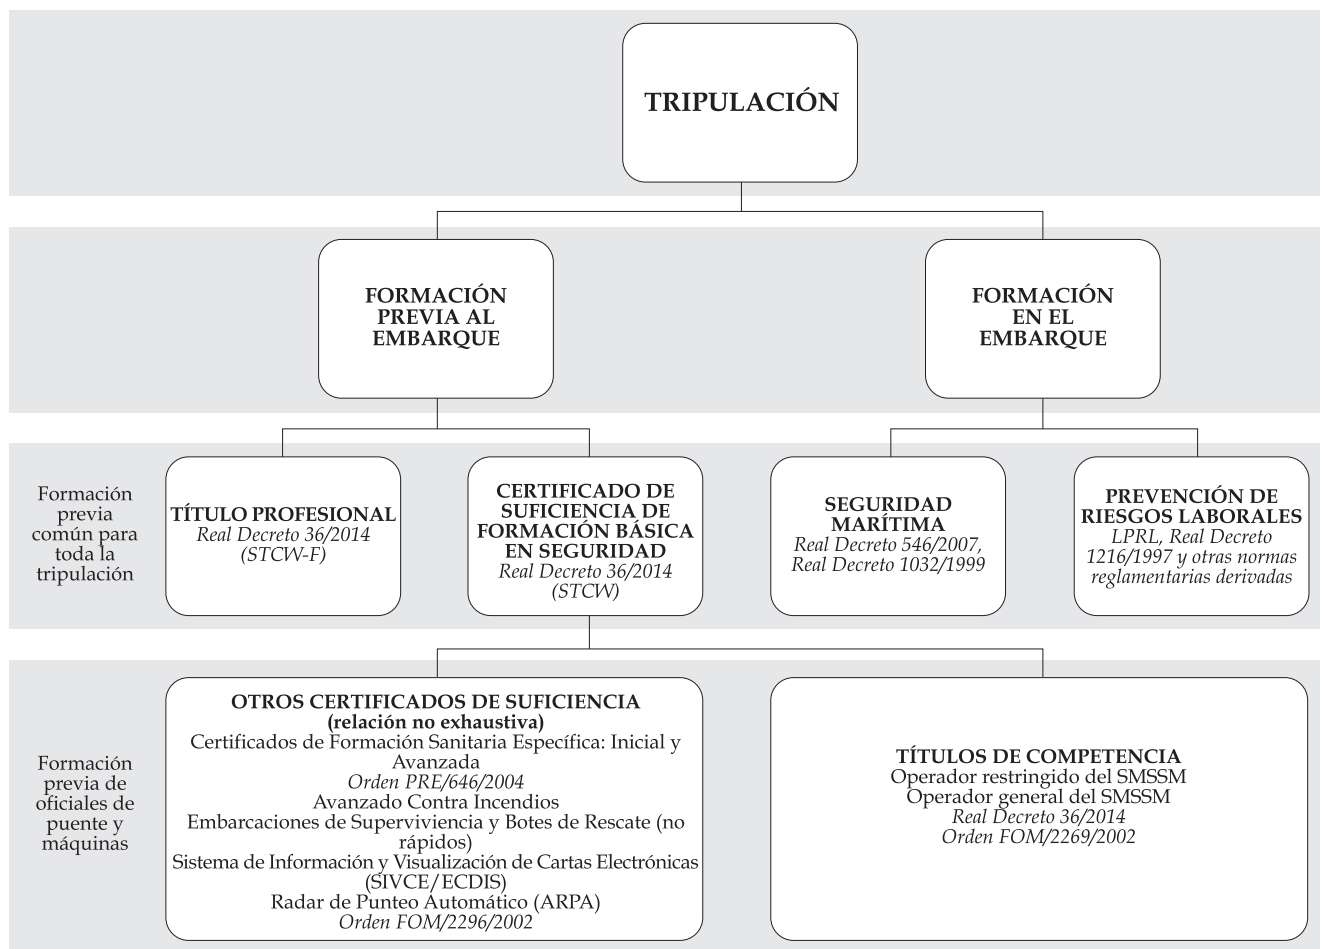 TRIPULACIÓN
FORMACIÓN
PREVIA AL
EMBARQUE
FORMACIÓN
EN EL
EMBARQUE
Formación
previa
común para
toda la
tripulación
TÍTULO PROFESIONAL
Real Decreto 36/2014
(STCW-F)
CERTIFICADO DE
SUFICIENCIA DE
FORMACIÓN BÁSICA
EN SEGURIDAD
Real Decreto 36/2014
(STCW)
SEGURIDAD
MARÍTIMA
Real Decreto 546/2007,
Real Decreto 1032/1999
PREVENCIÓN DE
RIESGOS LABORALES
LPRL, Real Decreto
1216/1997 y otras normas
reglamentarias derivadas
Formación
previa de
oficiales de
puente y
máquinas
OTROS CERTIFICADOS DE SUFICIENCIA
(relación no exhaustiva)
Certificados de Formación Sanitaria Específica: Inicial y
Avanzada
Orden PRE/646/2004
Avanzado Contra Incendios
Embarcaciones de Supervivencia y Botes de Rescate (no
rápidos)
Sistema de Información y Visualización de Cartas Electrónicas
(SIVCE/ECDIS)
Radar de Punteo Automático (ARPA)
Orden FOM/2296/2002
TÍTULOS DE COMPETENCIA
Operador restringido del SMSSM
Operador general del SMSSM
Real Decreto 36/2014
Orden FOM/2269/2002